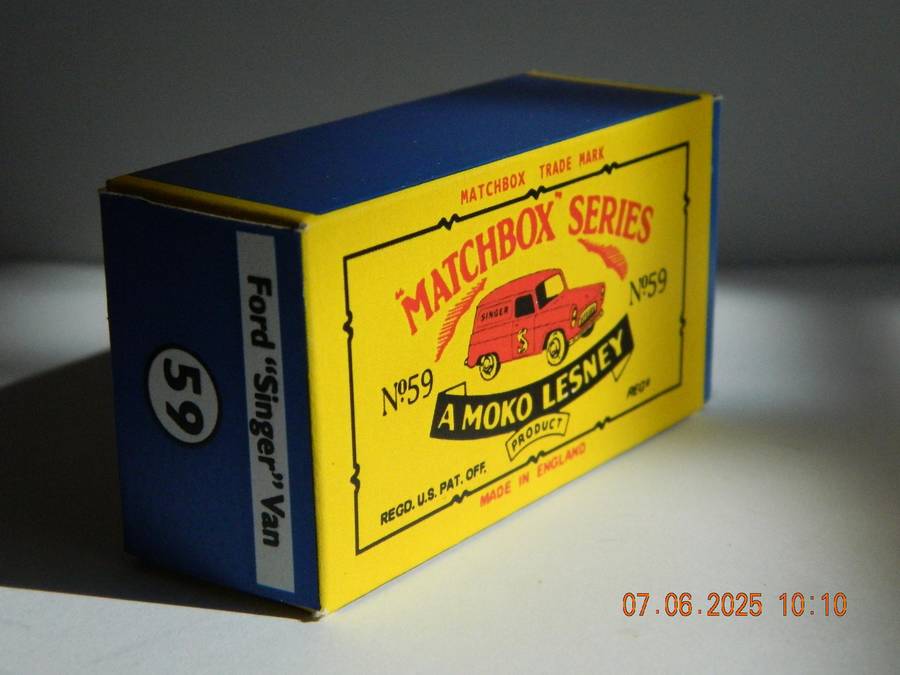 Ford "Singer" Van
59
MATCHBOX TRADE MARK
"MATCHBOX" SERIES
SINGER
S
Nº59
Nº59
A MOKO LESNEY
PRODUCT
REGD
REGD. U.S. PAT. OFF.
MADE IN ENGLAND
07.06.2025 10:10